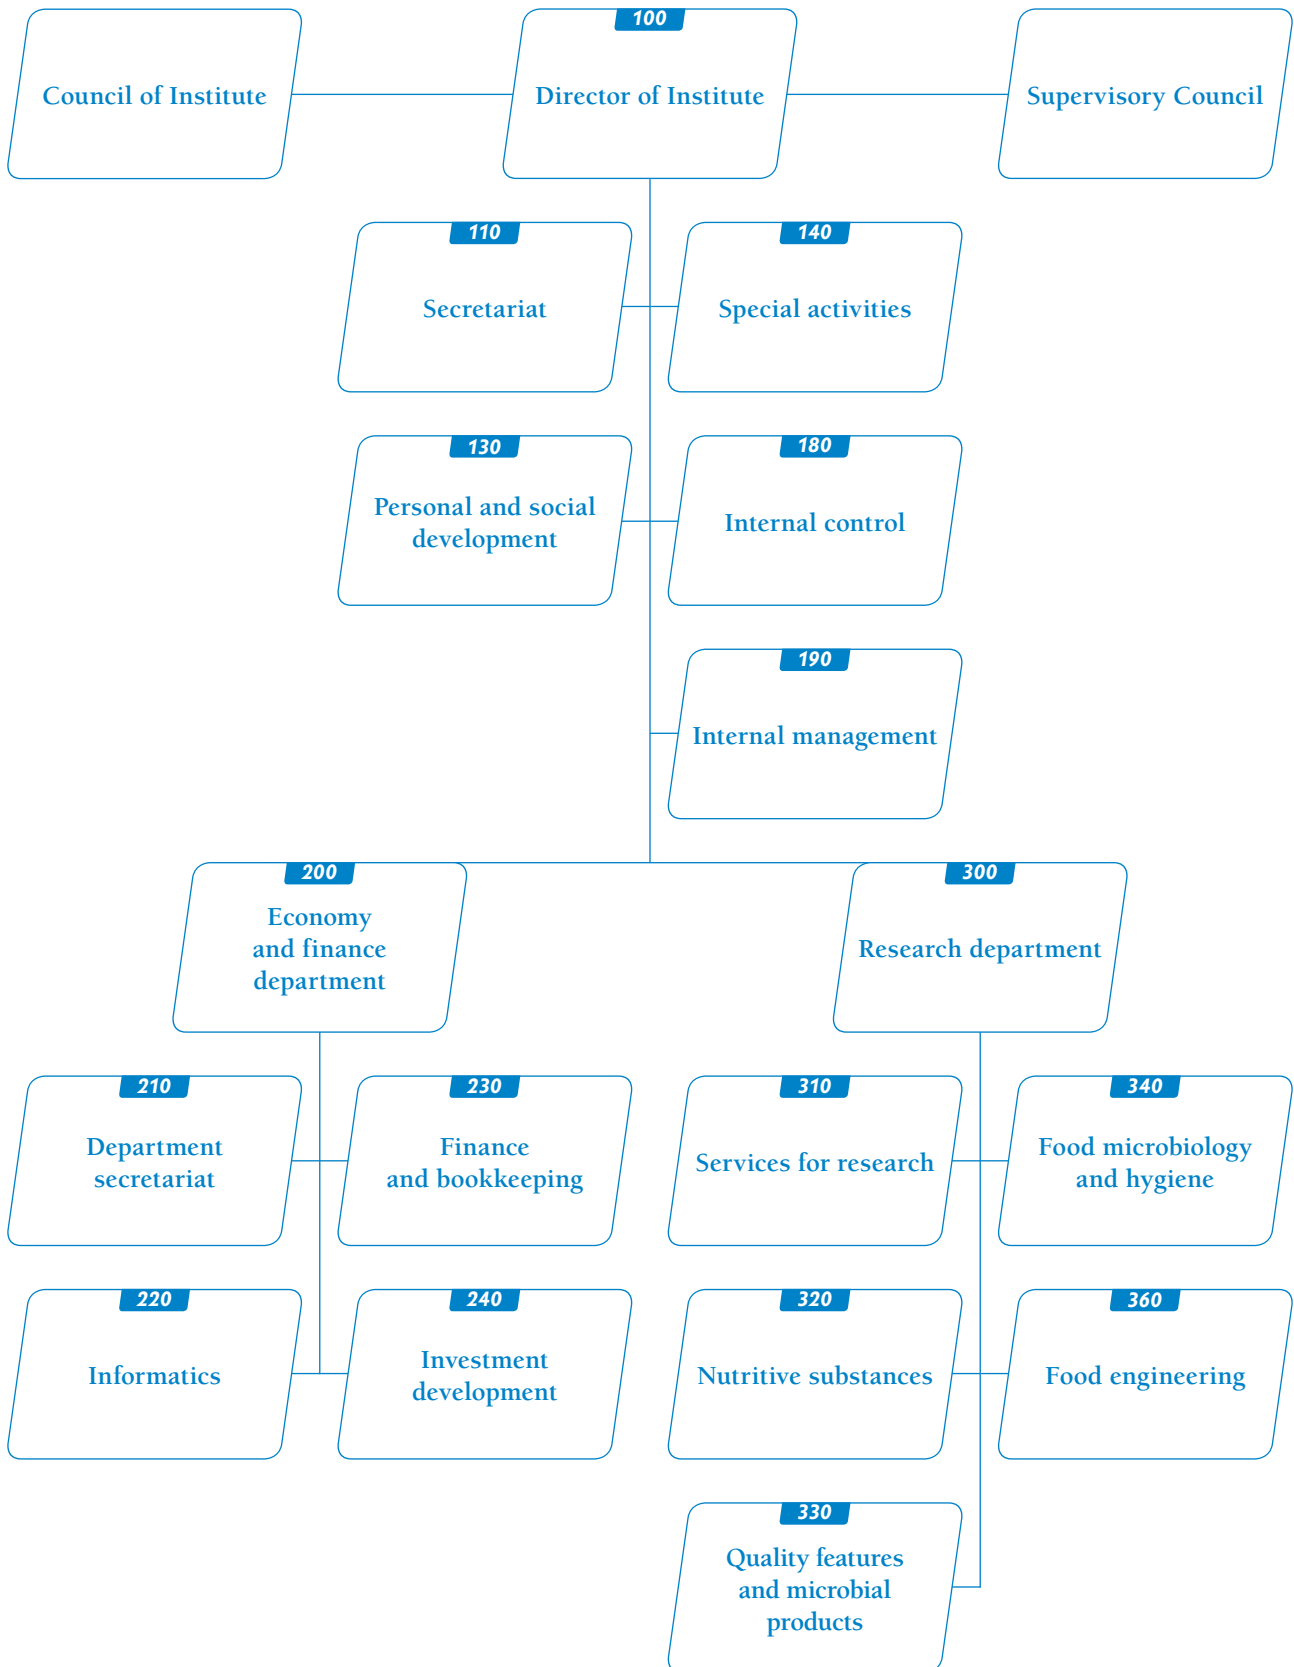 100
Council of Institute
Director of Institute
Supervisory Council
110
Secretariat
140
Special activities
130
Personal and social
development
180
Internal control
190
Internal management
200
Economy
and finance
department
300
Research department
210
Department
secretariat
230
Finance
and bookkeeping
310
Services for research
340
Food microbiology
and hygiene
220
Informatics
240
Investment
development
320
Nutritive substances
360
Food engineering
330
Quality features
and microbial
products